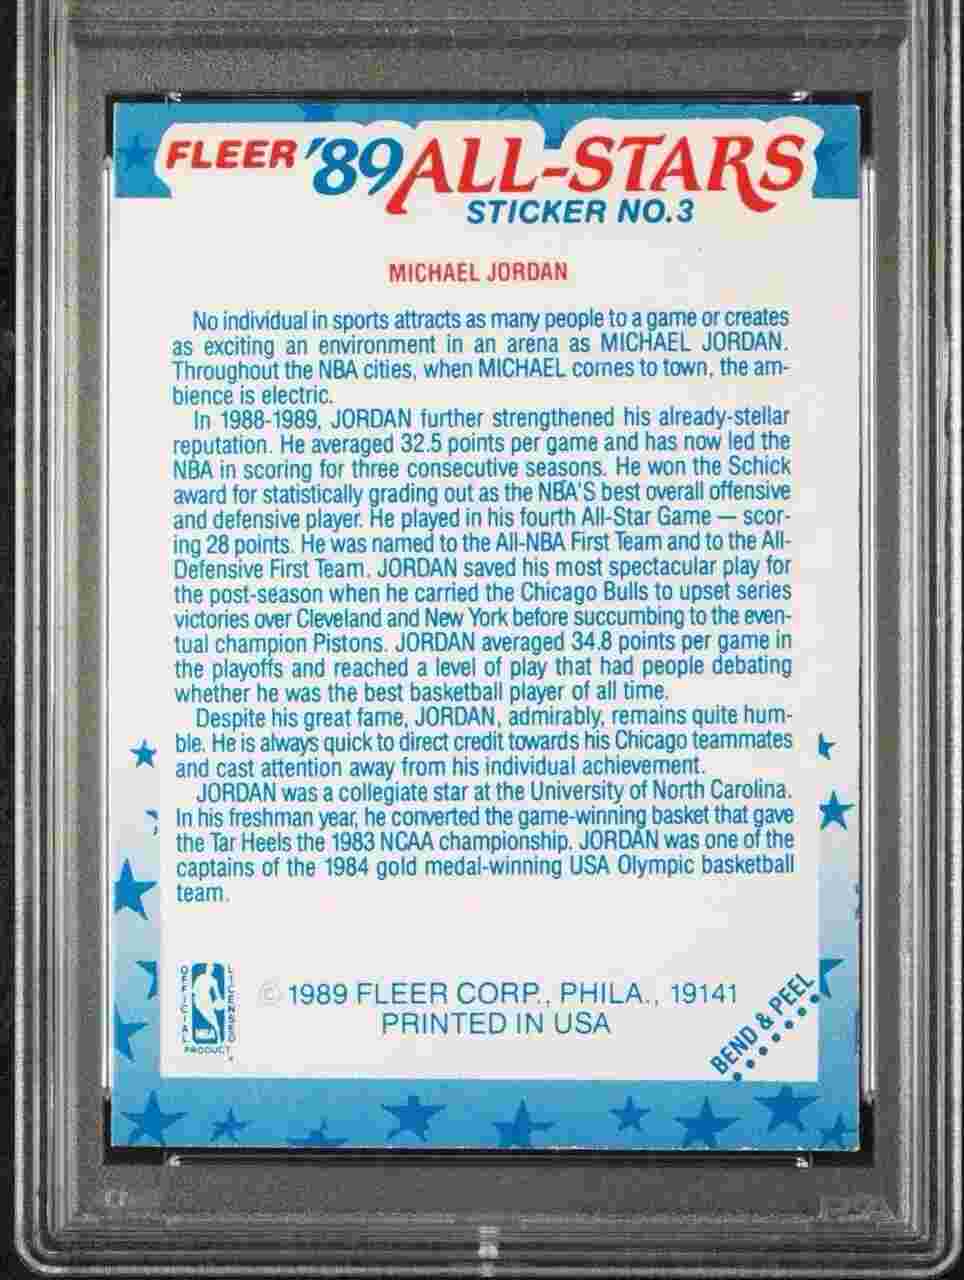 FLEER '89 ALL-STARS
STICKER NO.3
MICHAEL JORDAN
No individual in sports attracts as many people to a game or creates
as exciting an environment in an arena as MICHAEL JORDAN.
Throughout the NBA cities, when MICHAEL comes to town, the am-
bience is electric.
In 1988-1989, JORDAN further strengthened his already-stellar
reputation. He averaged 32.5 points per game and has now led the
NBA in scoring for three consecutive seasons. He won the Schick
award for statistically grading out as the NBA'S best overall offensive
and defensive player. He played in his fourth All-Star Game — scor-
ing 28 points. He was named to the All-NBA First Team and to the All-
Defensive First Team. JORDAN saved his most spectacular play for
the post-season when he carried the Chicago Bulls to upset series
victories over Cleveland and New York before succumbing to the even-
tual champion Pistons. JORDAN averaged 34.8 points per game in
the playoffs and reached a level of play that had people debating
whether he was the best basketball player of all time.
Despite his great fame, JORDAN, admirably, remains quite hum-
ble. He is always quick to direct credit towards his Chicago teammates
and cast attention away from his individual achievement.
JORDAN was a collegiate star at the University of North Carolina.
In his freshman year, he converted the game-winning basket that gave
the Tar Heels the 1983 NCAA championship. JORDAN was one of the
captains of the 1984 gold medal-winning USA Olympic basketball
team.
OFFICIAL
LICENSED
NBA
PRODUCT
© 1989 FLEER CORP., PHILA., 19141
PRINTED IN USA
BEND & PEEL
PSA